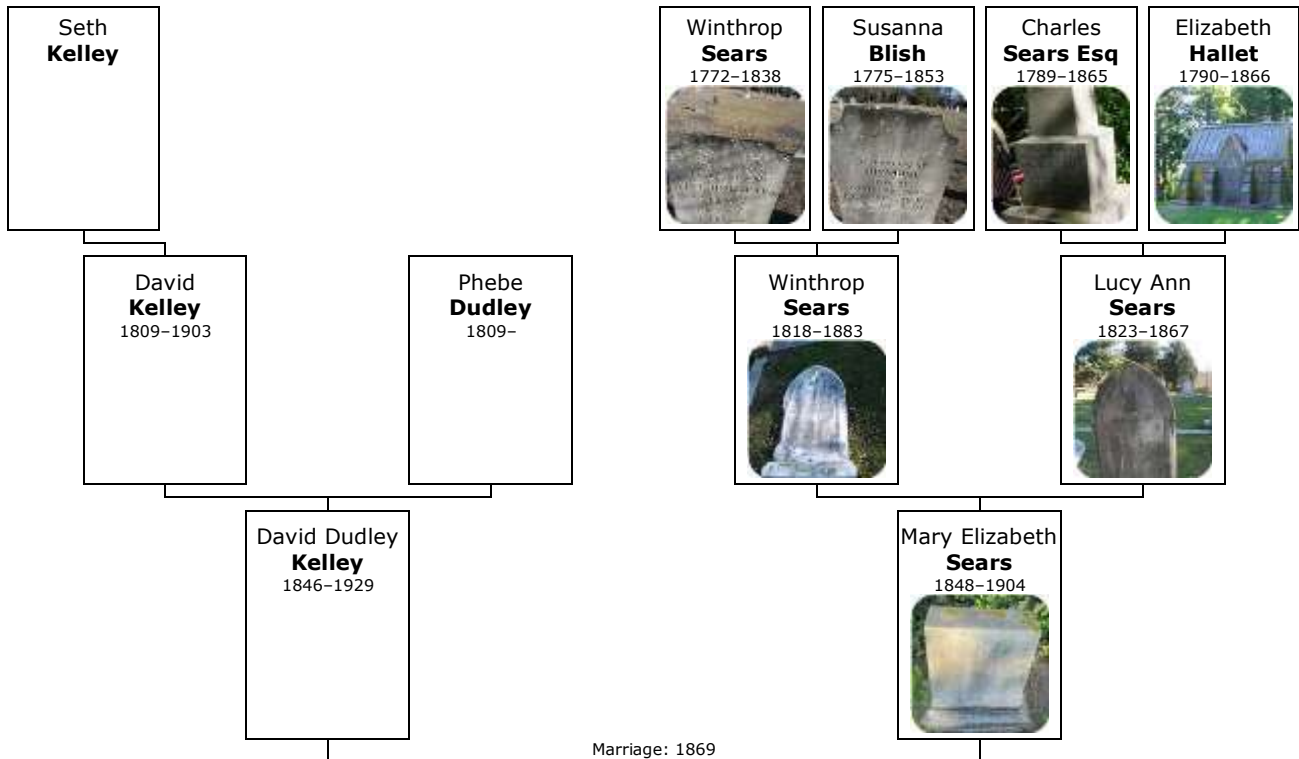 Seth
Kelley
Winthrop
Sears
1772–1838
Susanna
Blish
1775–1853
Charles
Sears Esq
1789–1865
Elizabeth
Hallet
1790–1866
David
Kelley
1809–1903
Phebe
Dudley
1809–
Winthrop
Sears
1818–1883
Lucy Ann
Sears
1823–1867
David Dudley
Kelley
1846–1929
Mary Elizabeth
Sears
1848–1904
Marriage: 1869